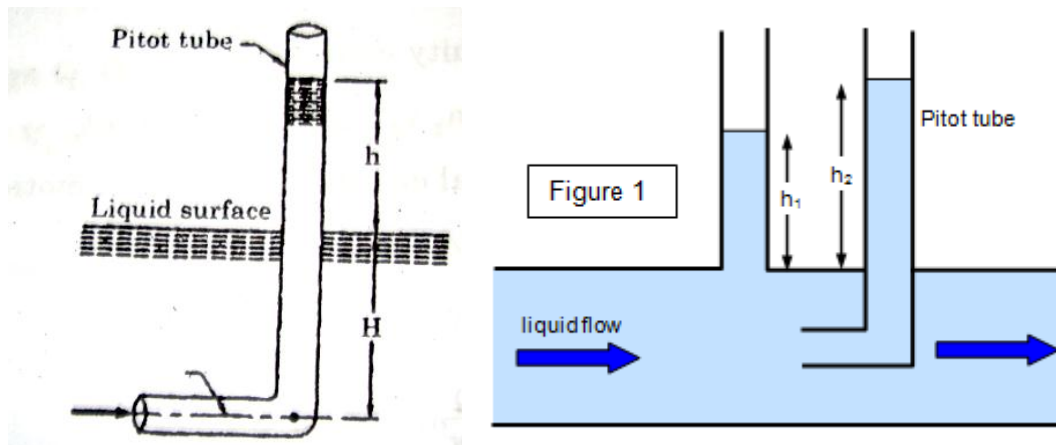 Pitot tube
h
Liquid surface
H
Figure 1
h₁
h₂
Pitot tube
liquid flow